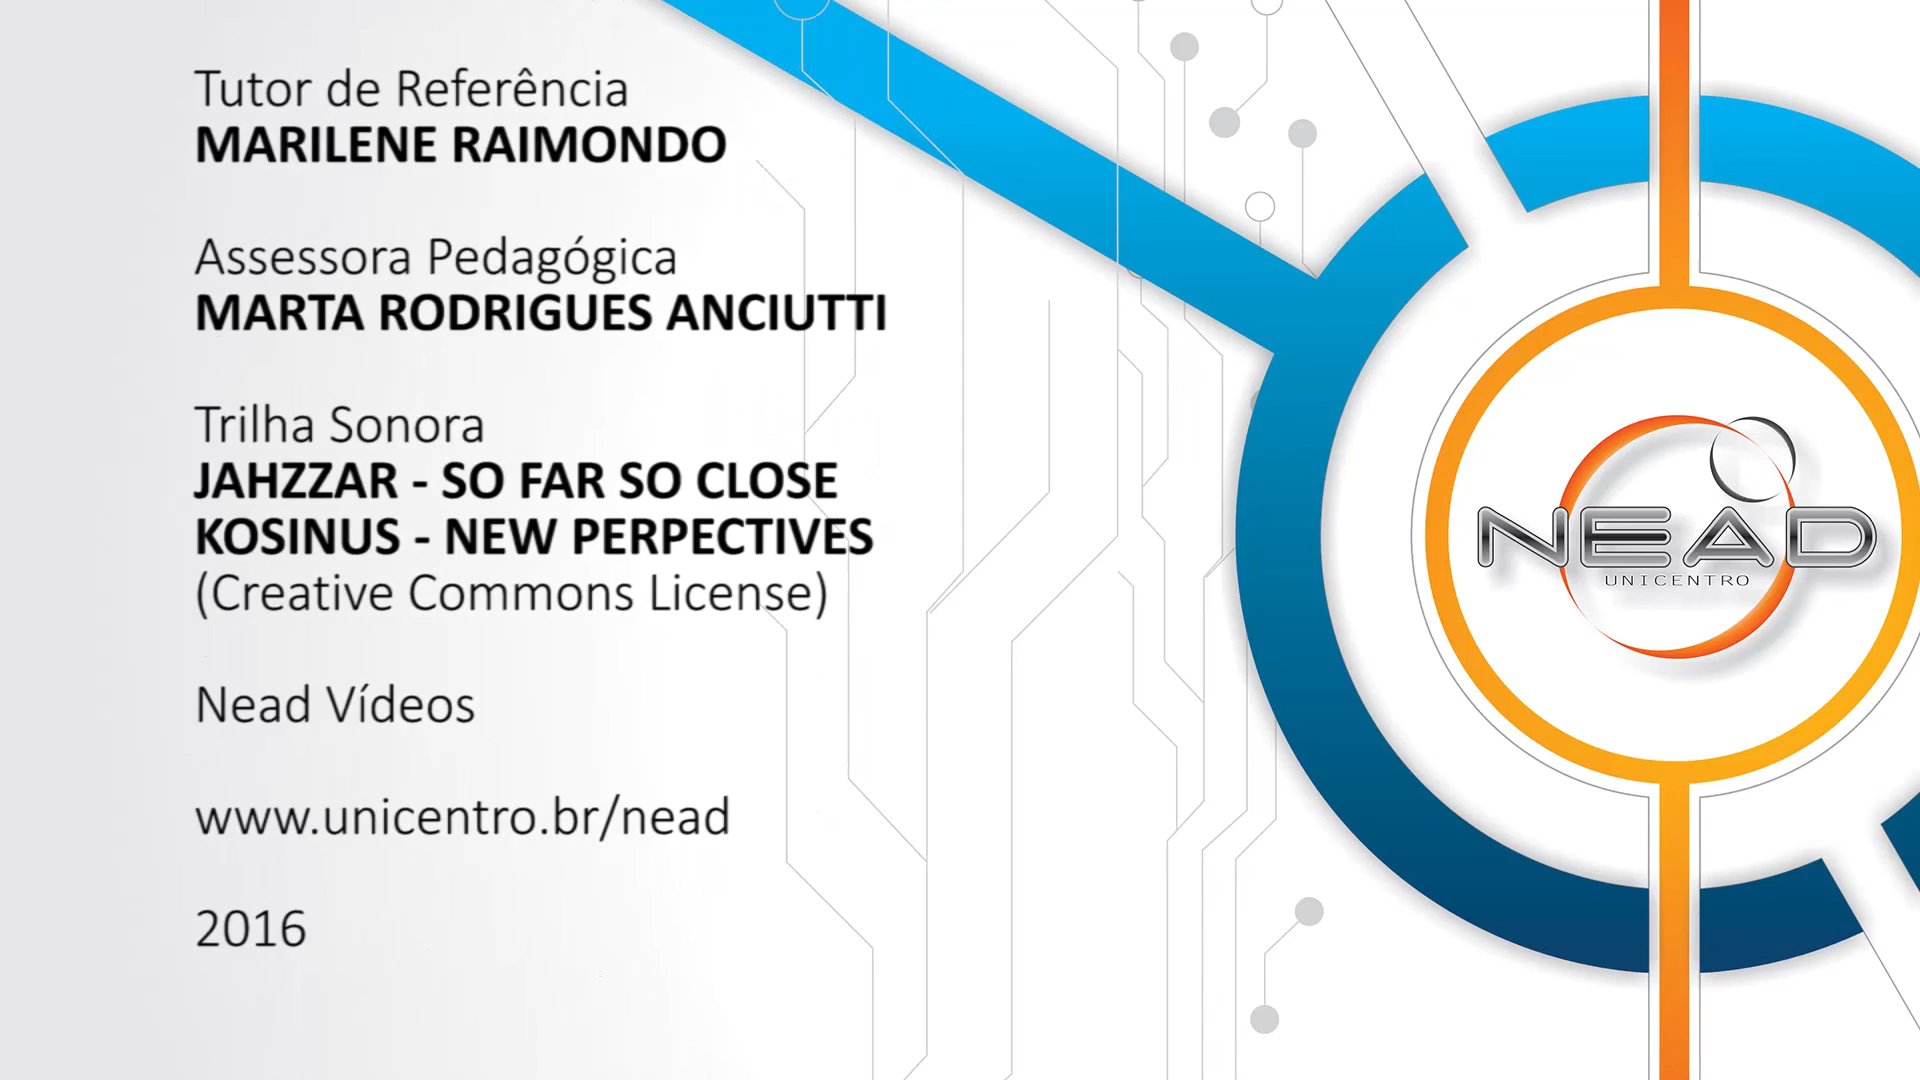 Tutor de Referência
MARILENE RAIMONDO
Assessora Pedagógica
MARTA RODRIGUES ANCIUTTI
Trilha Sonora
JAHZZAR - SO FAR SO CLOSE
KOSINUS - NEW PERPECTIVES
(Creative Commons License)
Nead Vídeos
www.unicentro.br/nead
2016
NEAD
UNICENTRO